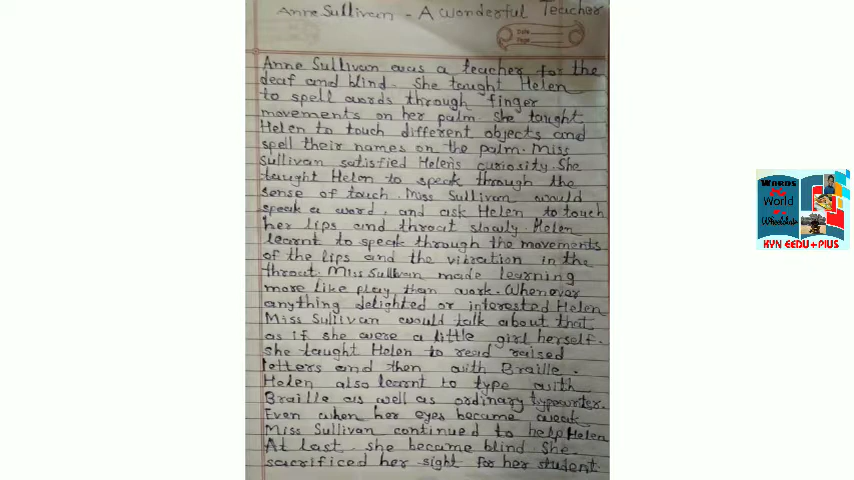 Anne Sullivan - A Wonderful Teacher
Date
Page
Anne Sullivan was a teacher for the
deaf and blind. She taught Helen
to spell words through finger
movements on her palm. She taught
Helen to touch different objects and
spell their names on the palm. Miss
Sullivan satisfied Helen's curiosity. She
taught Helen to speak through the
sense of touch. Miss Sullivan would
speak a word, and ask Helen to touch
her lips and throat slowly. Helen
learnt to speak through the movements
of the lips and the vibration in the
throat. Miss Sullivan made learning
more like play than work. Whenever
anything delighted or interested Helen
Miss Sullivan would talk about that
as if she were a little girl herself.
She taught Helen to read raised
letters and then with Braille.
Helen also learnt to type with
Braille as well as ordinary typewriter.
Even when her eyes became weak
Miss Sullivan continued to help Helen
At last she became blind. She
sacrificed her sight for her student.
WORDS
World
Wheelchair
KYN EEDU+PLUS